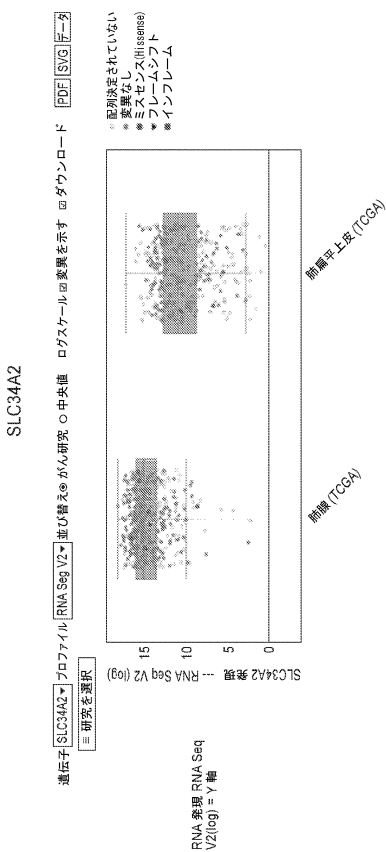 SLC34A2
遺伝子 SLC34A2▼ プロファイル RNA Seg V2▼ 並び替え◉ がん研究 ○ 中央値 ログスケール ☑ 変異を示す ☑ ダウンロード PDF SVG データ
≡ 研究を選択
配列決定されていない
変異なし
ミスセンス(Hissense)
フレームシフト
インフレーム
SLC34A2 発現 --- RNA Seq V2 (log)
15
10
5
0
肺腺 (TCGA)
肺扁平上皮 (TCGA)
RNA 発現 RNA Seq
V2(log) = Y 軸